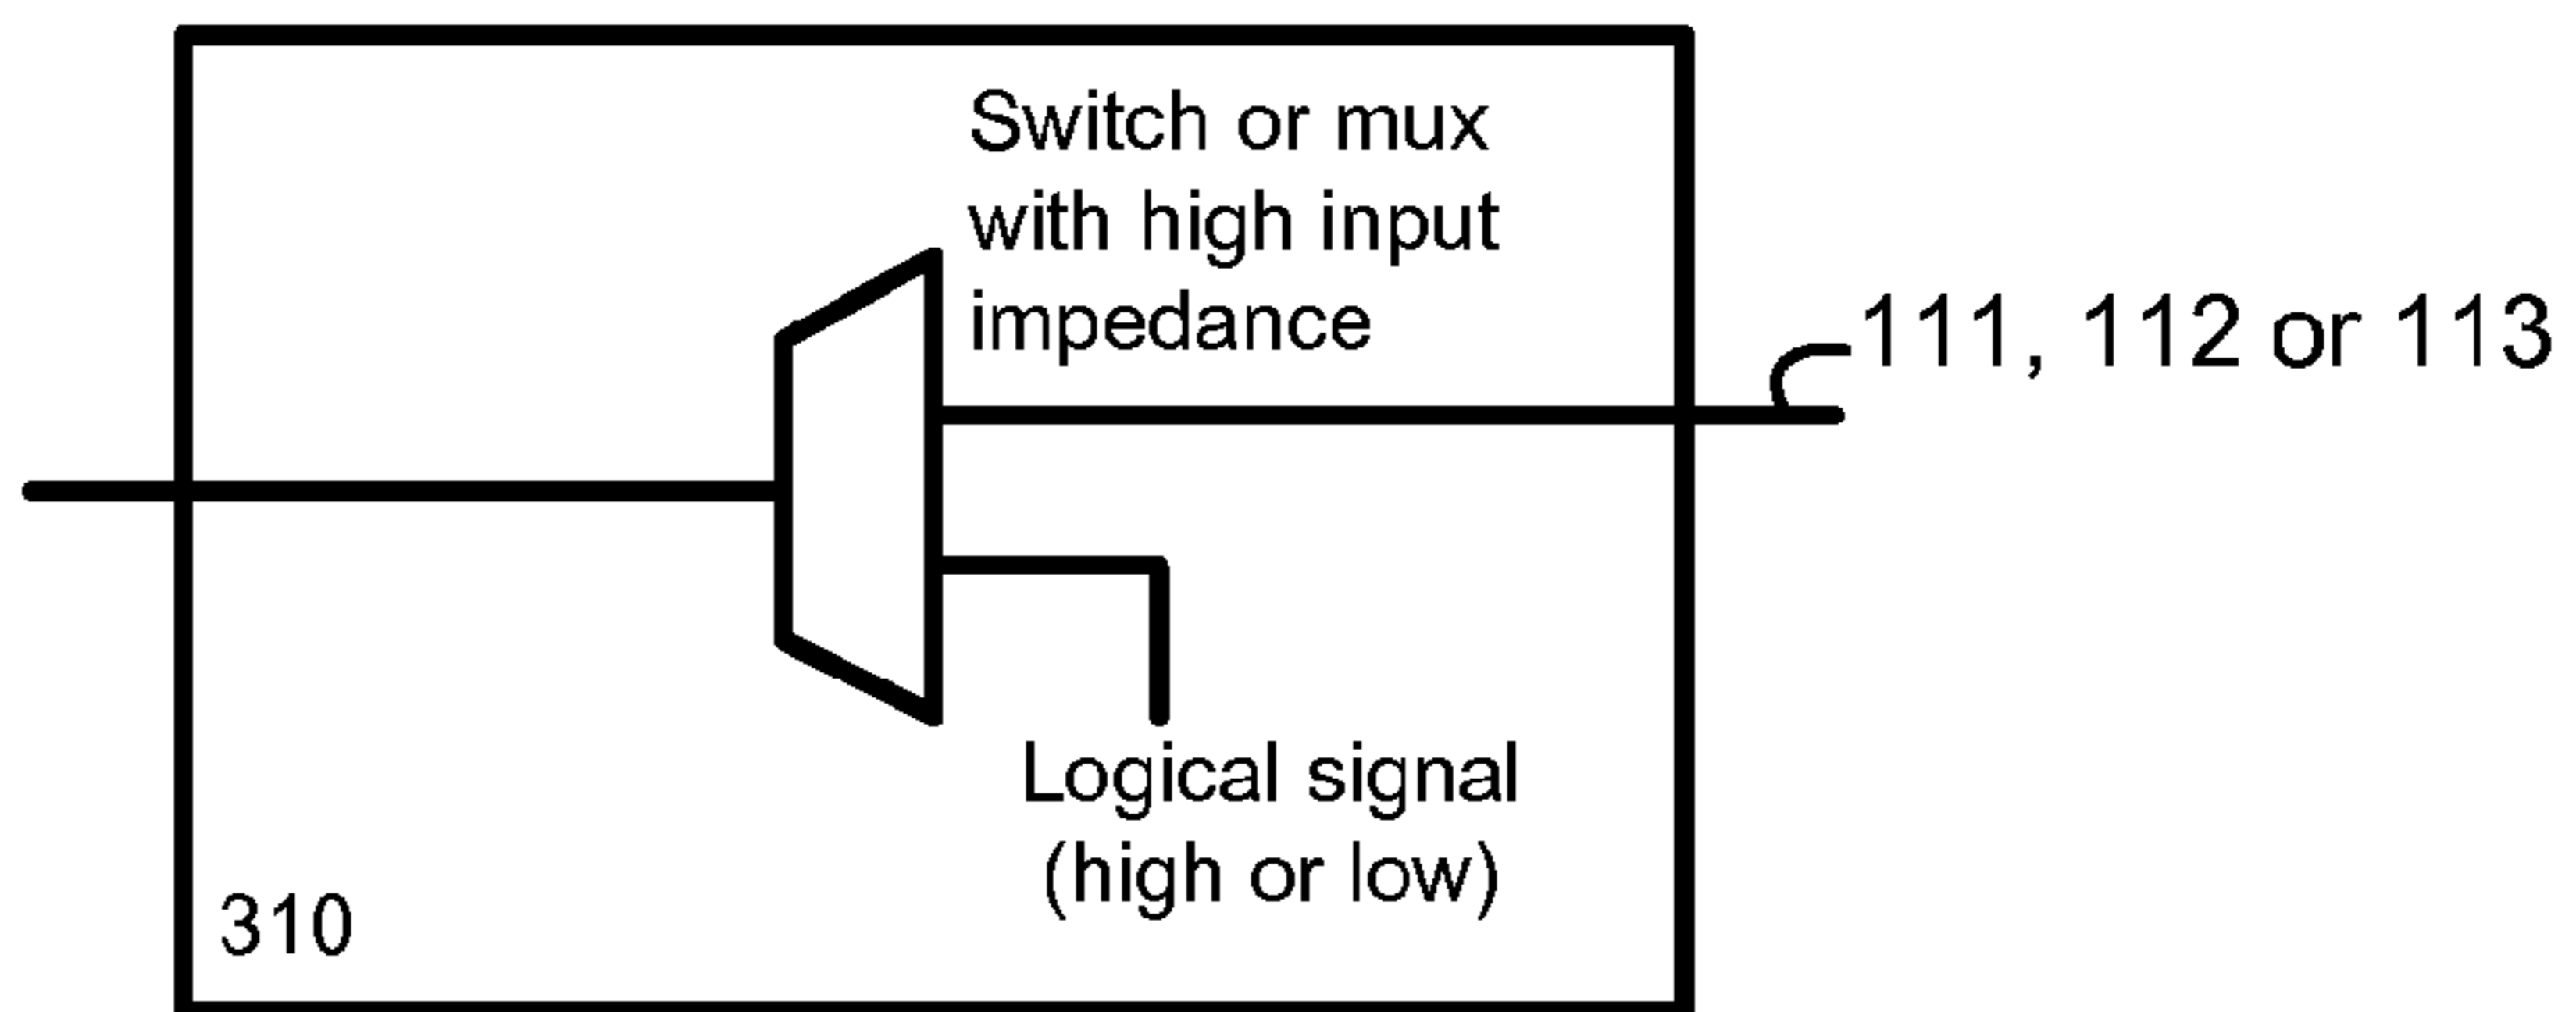 Switch or mux
with high input
impedance
111, 112 or 113
Logical signal
(high or low)
310